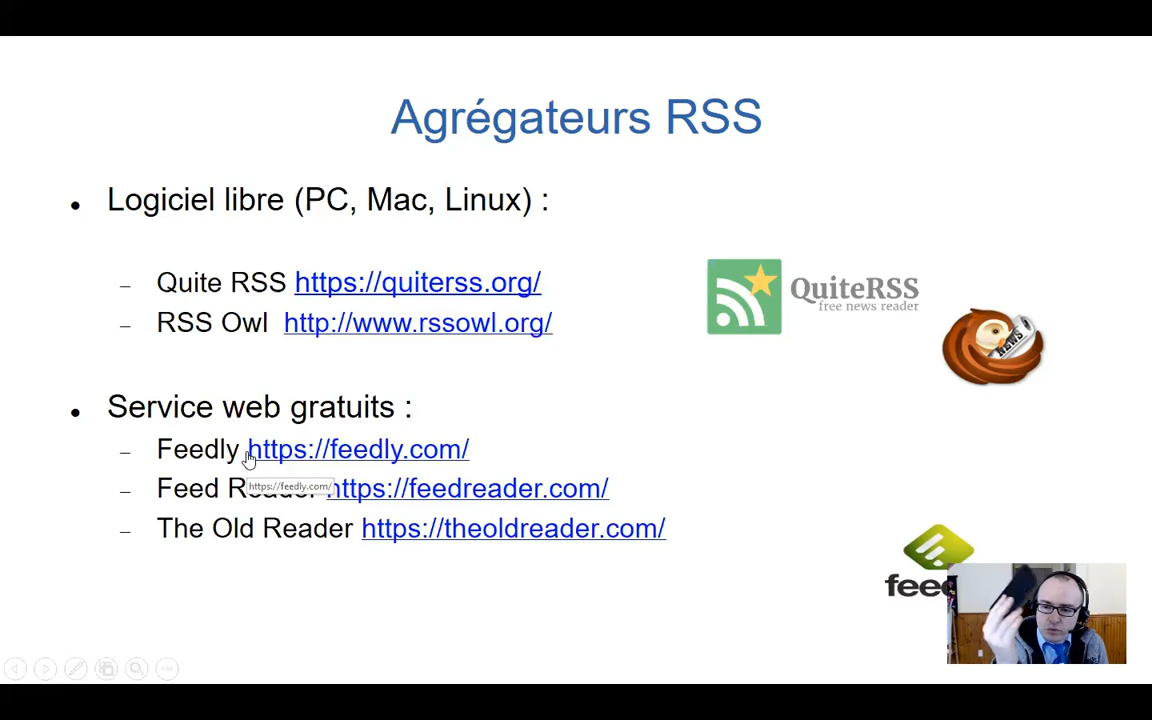 Agrégateurs RSS
Logiciel libre (PC, Mac, Linux) :
Quite RSS https://quiterss.org/
RSS Owl http://www.rssowl.org/
QuiteRSS
free news reader
NEWS
Service web gratuits :
Feedly https://feedly.com/
https://feedly.com/
Feed Reader https://feedreader.com/
The Old Reader https://theoldreader.com/